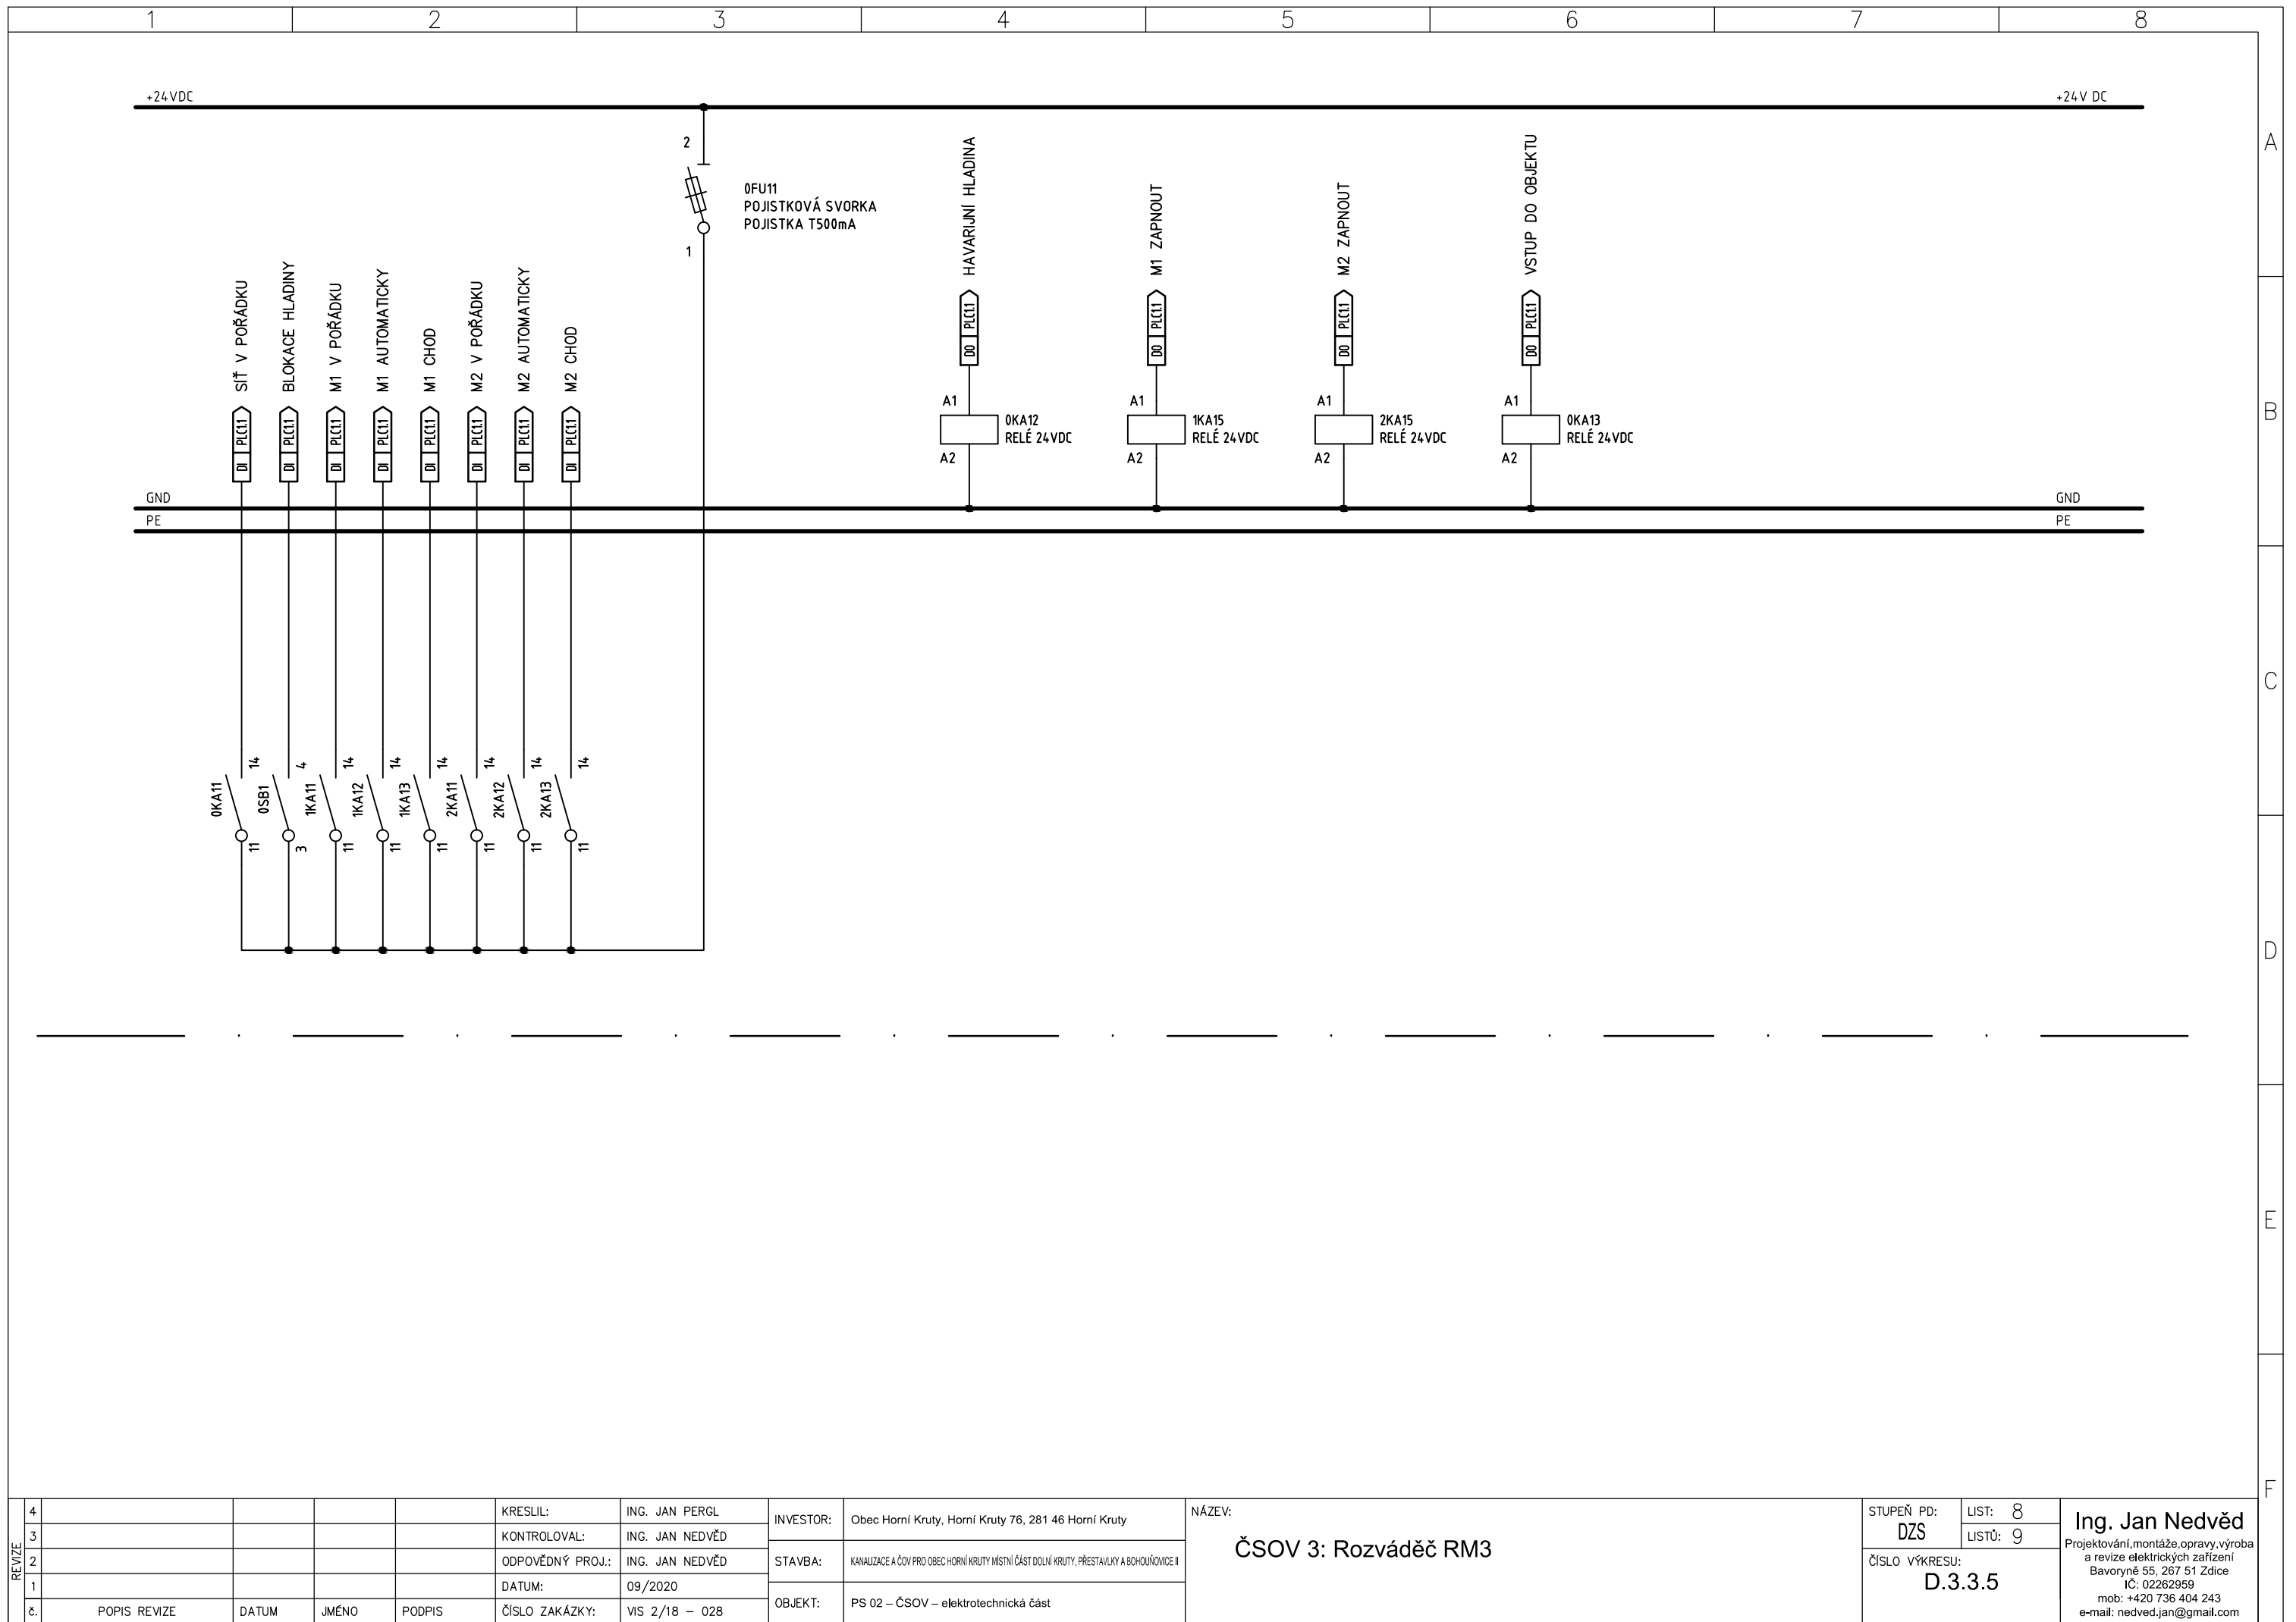 1 2 3 4 5 6 7 8
A
B
C
D
E
F
+24VDC
+24V DC
2
0FU11
POJISTKOVÁ SVORKA
POJISTKA T500mA
1
SÍŤ V POŘÁDKU
BLOKACE HLADINY
M1 V POŘÁDKU
M1 AUTOMATICKY
M1 CHOD
M2 V POŘÁDKU
M2 AUTOMATICKY
M2 CHOD
DI PLC1.1
DI PLC1.1
DI PLC1.1
DI PLC1.1
DI PLC1.1
DI PLC1.1
DI PLC1.1
DI PLC1.1
HAVARIJNÍ HLADINA
M1 ZAPNOUT
M2 ZAPNOUT
VSTUP DO OBJEKTU
DO PLC1.1
DO PLC1.1
DO PLC1.1
DO PLC1.1
A1
0KA12
RELÉ 24VDC
A2
A1
1KA15
RELÉ 24VDC
A2
A1
2KA15
RELÉ 24VDC
A2
A1
0KA13
RELÉ 24VDC
A2
GND
GND
PE
PE
0KA11 14 11
0SB1 4 3
1KA11 14 11
1KA12 14 11
1KA13 14 11
2KA11 14 11
2KA12 14 11
2KA13 14 11
REVIZE
4
3
2
1
č. POPIS REVIZE DATUM JMÉNO PODPIS
KRESLIL: ING. JAN PERGL
KONTROLOVAL: ING. JAN NEDVĚD
ODPOVĚDNÝ PROJ.: ING. JAN NEDVĚD
DATUM: 09/2020
ČÍSLO ZAKÁZKY: VIS 2/18 – 028
INVESTOR: Obec Horní Kruty, Horní Kruty 76, 281 46 Horní Kruty
STAVBA: KANALIZACE A ČOV PRO OBEC HORNÍ KRUTY MÍSTNÍ ČÁST DOLNÍ KRUTY, PŘESTAVLKY A BOHOUŇOVICE II
OBJEKT: PS 02 – ČSOV – elektrotechnická část
NÁZEV:
ČSOV 3: Rozváděč RM3
STUPEŇ PD:
DZS
LIST: 8
LISTŮ: 9
ČÍSLO VÝKRESU:
D.3.3.5
Ing. Jan Nedvěd
Projektování,montáže,opravy,výroba
a revize elektrických zařízení
Bavoryně 55, 267 51 Zdice
IČ: 02262959
mob: +420 736 404 243
e-mail: nedved.jan@gmail.com